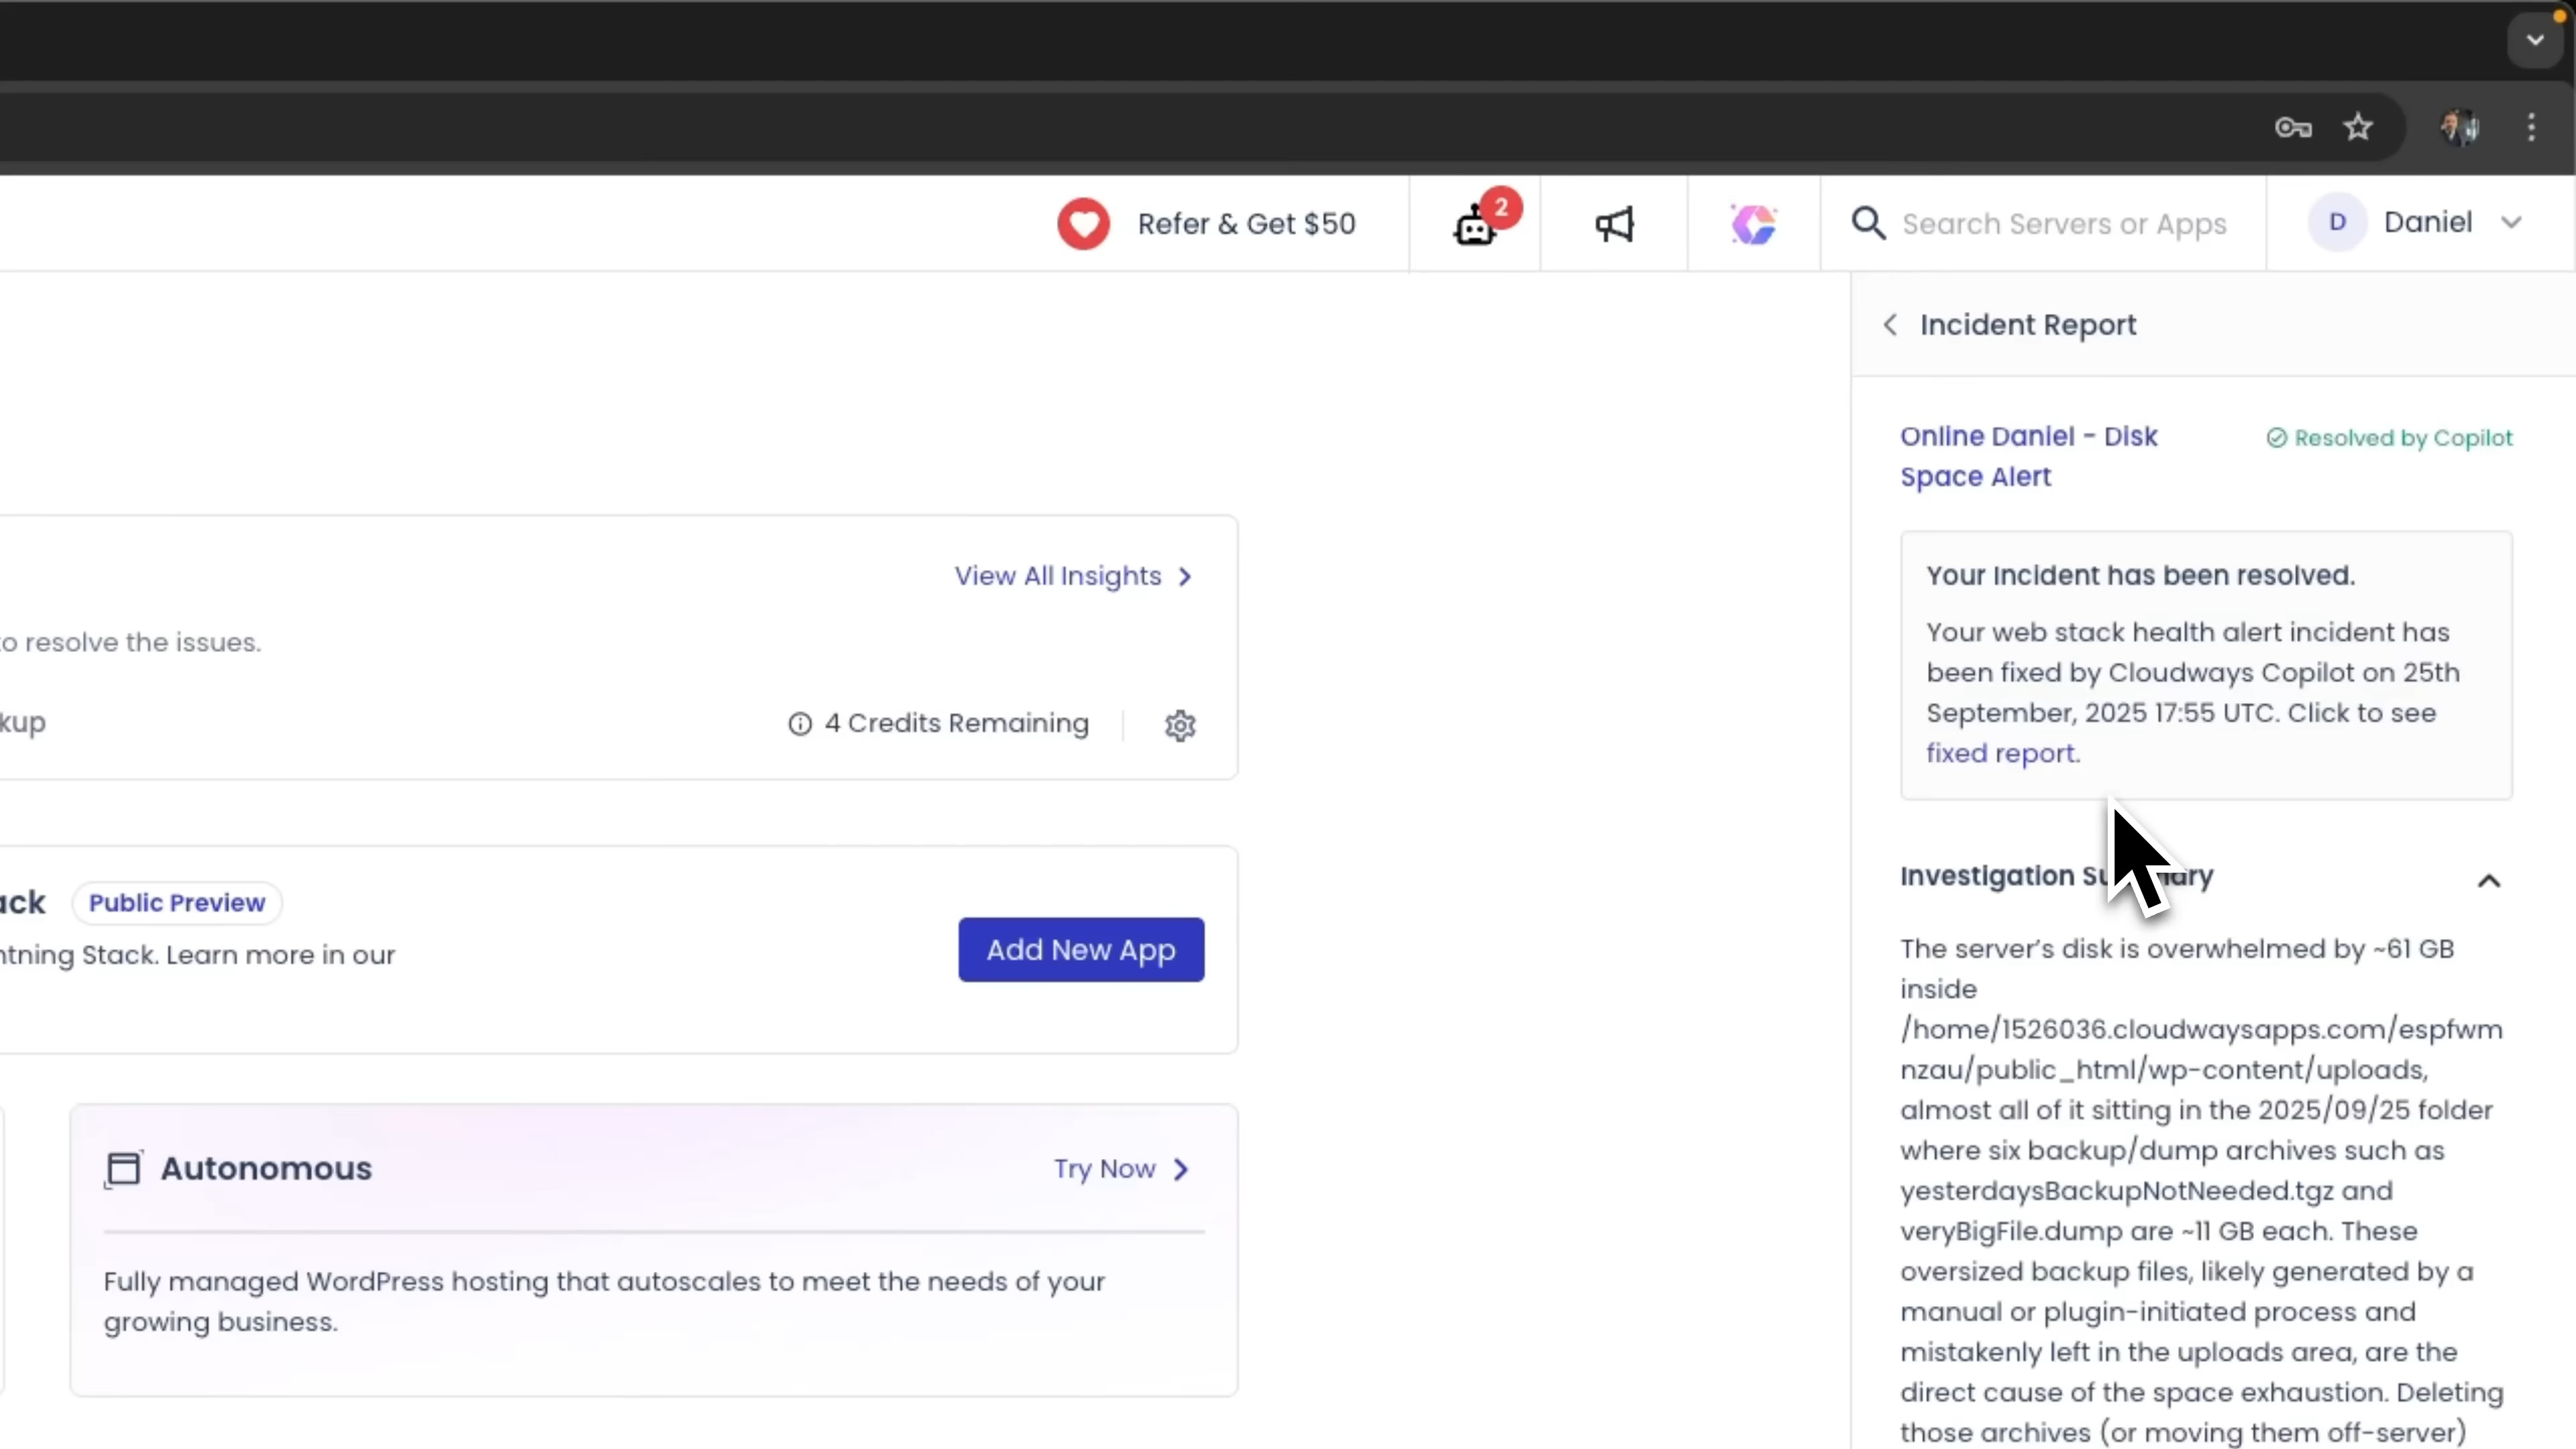 2
Refer & Get $50
Search Servers or Apps
D
Daniel
Incident Report
Online Daniel - Disk
Space Alert
Resolved by Copilot
Your Incident has been resolved.
Your web stack health alert incident has
been fixed by Cloudways Copilot on 25th
September, 2025 17:55 UTC. Click to see
fixed report.
Investigation
The server's disk is overwhelmed by ~61 GB
inside
/home/1526036.cloudwaysapps.com/espfwm
nzau/public_html/wp-content/uploads,
almost all of it sitting in the 2025/09/25 folder
where six backup/dump archives such as
yesterdaysBackupNotNeeded.tgz and
veryBigFile.dump are ~11 GB each. These
oversized backup files, likely generated by a
manual or plugin-initiated process and
mistakenly left in the uploads area, are the
direct cause of the space exhaustion. Deleting
those archives (or moving them off-server)
View All Insights
to resolve the issues.
kup
4 Credits Remaining
ack
Public Preview
ntning Stack. Learn more in our
Add New App
Autonomous
Try Now
Fully managed WordPress hosting that autoscales to meet the needs of your
growing business.